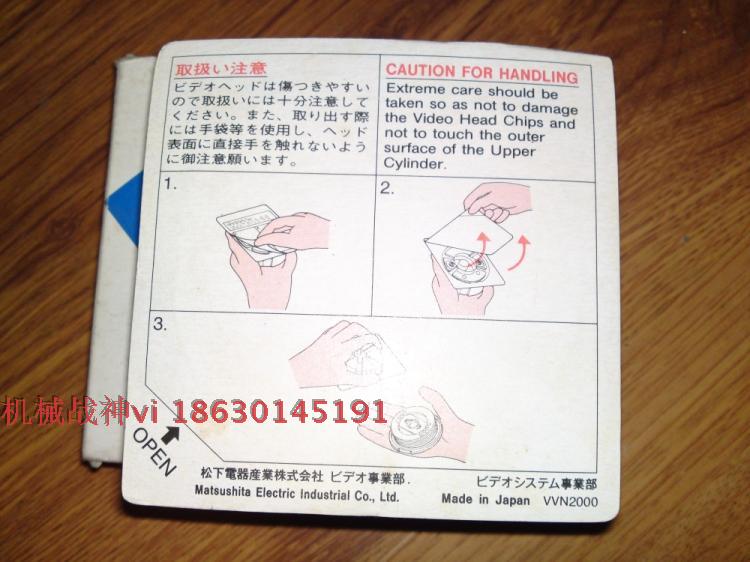 取扱い注意
ビデオヘッドは傷つきやすい
ので取扱いには十分注意して
ください。また、取り出す際
には手袋等を使用し、ヘッド
表面に直接手を触れないよう
に御注意願います。
CAUTION FOR HANDLING
Extreme care should be
taken so as not to damage
the Video Head Chips and
not to touch the outer
surface of the Upper
Cylinder.
1.
2.
3.
机械战神vi 18630145191
OPEN
松下電器産業株式会社 ビデオ事業部.
ビデオシステム事業部
Matsushita Electric Industrial Co., Ltd.
Made in Japan VVN2000